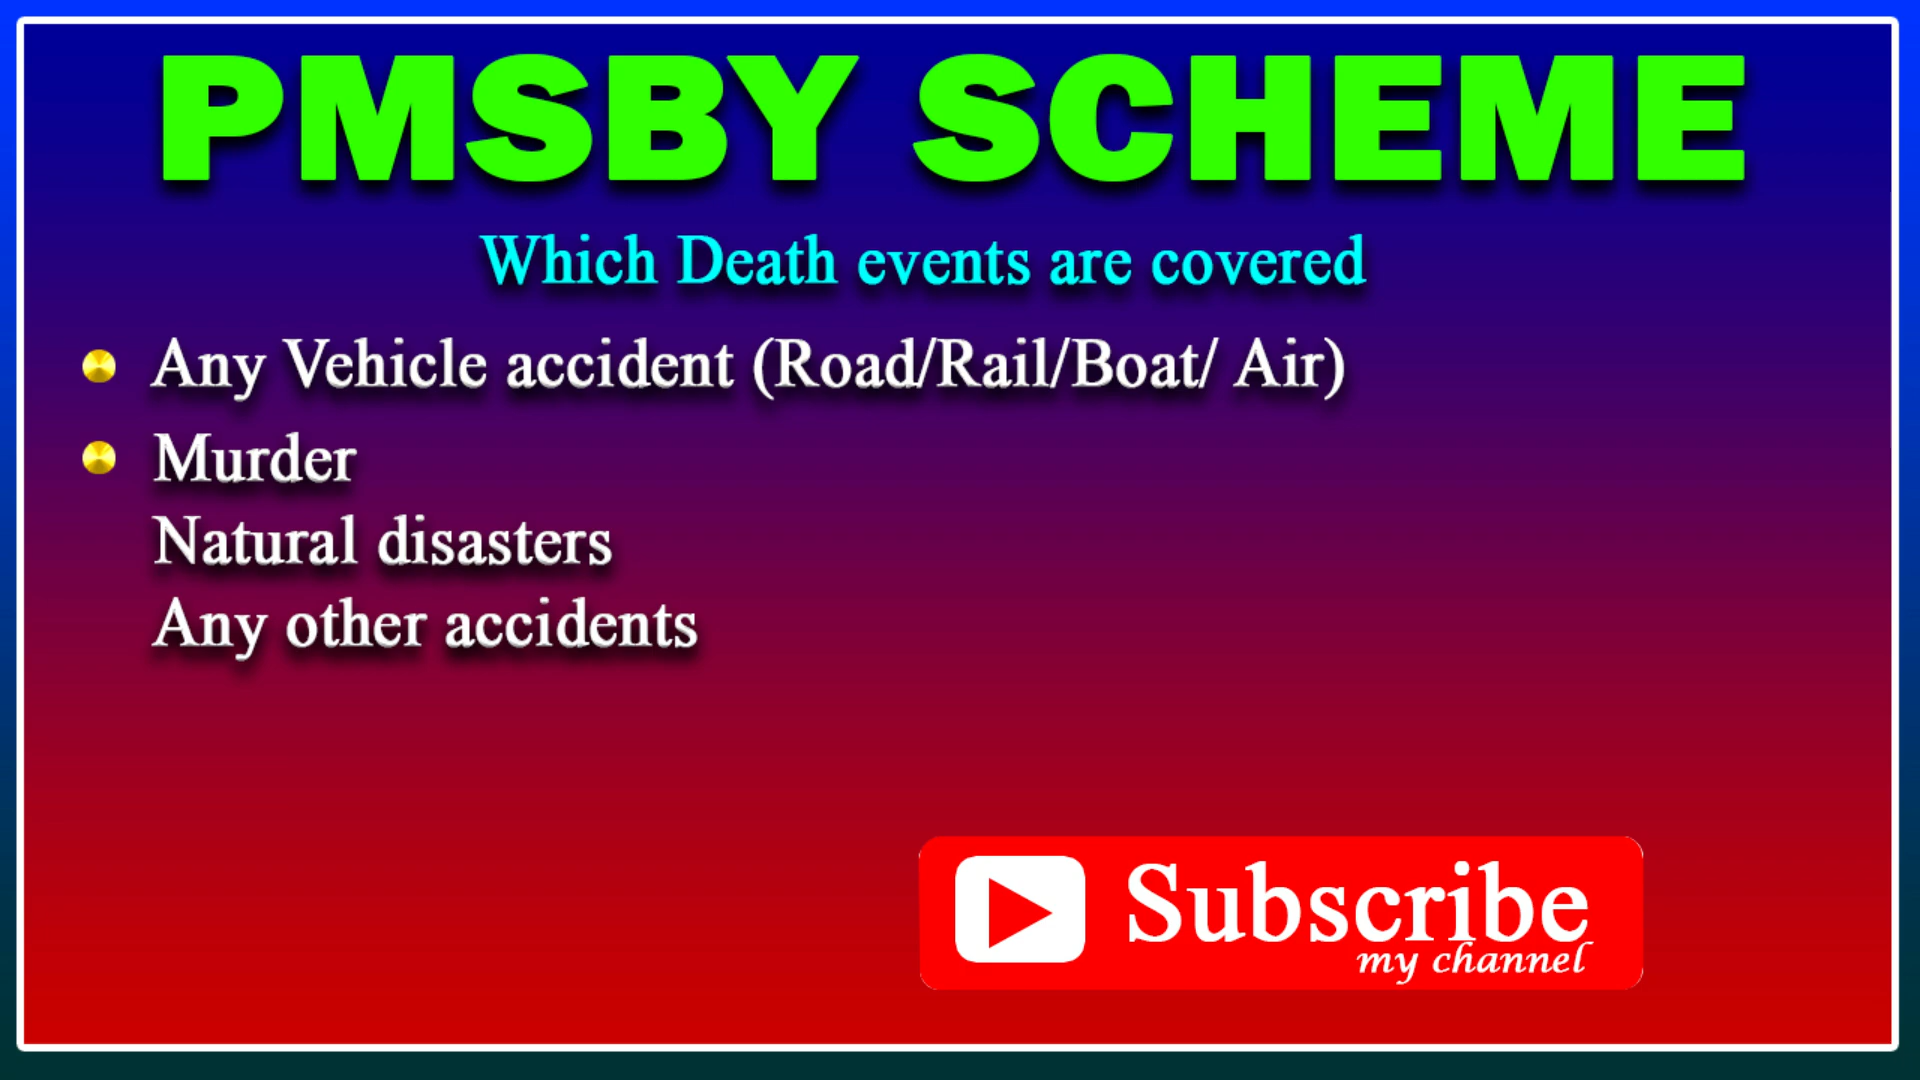 PMSBY SCHEME
Which Death events are covered
Any Vehicle accident (Road/Rail/Boat/ Air)
Murder
Natural disasters
Any other accidents
Subscribe
my channel